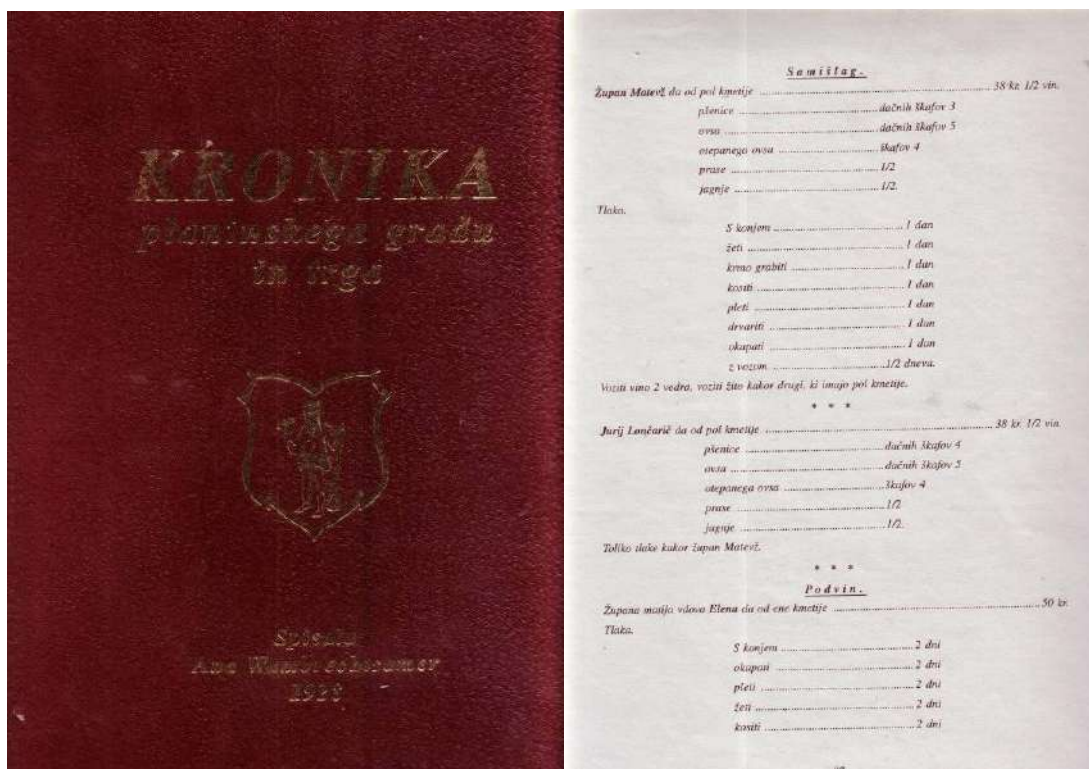 KRONIKA
planinskega gradu
in trga
Spisala
Ana
Samištag.
Župan Matevž da od pol kmetije ........ 38 kr. 1/2 vin.
pšenice ........ dačnih škafov 3
ovsa ........ dačnih škafov 5
otepanega ovsa ........ škafov 4
prase ........ 1/2
jagnje ........ 1/2.
Tlaka.
S konjem ........ 1 dan
žeti ........ 1 dan
krmo grabiti ........ 1 dan
kositi ........ 1 dan
pleti ........ 1 dan
drvariti ........ 1 dan
okapati ........ 1 dan
z vozom ........ 1/2 dneva.
Voziti vino 2 vedra, voziti žito kakor drugi, ki imajo pol kmetije.
* * *
Jurij Lončarič da od pol kmetije ........ 38 kr. 1/2 vin.
pšenice ........ dačnih škafov 4
ovsa ........ dačnih škafov 5
otepanega ovsa ........ škafov 4
prase ........ 1/2
jagnje ........ 1/2.
Toliko tlake kakor župan Matevž.
* * *
Podvin.
Župana matija vdova Elena da od ene kmetije ........ 50 kr.
Tlaka.
S konjem ........ 2 dni
okapati ........ 2 dni
pleti ........ 2 dni
žeti ........ 2 dni
kositi ........ 2 dni